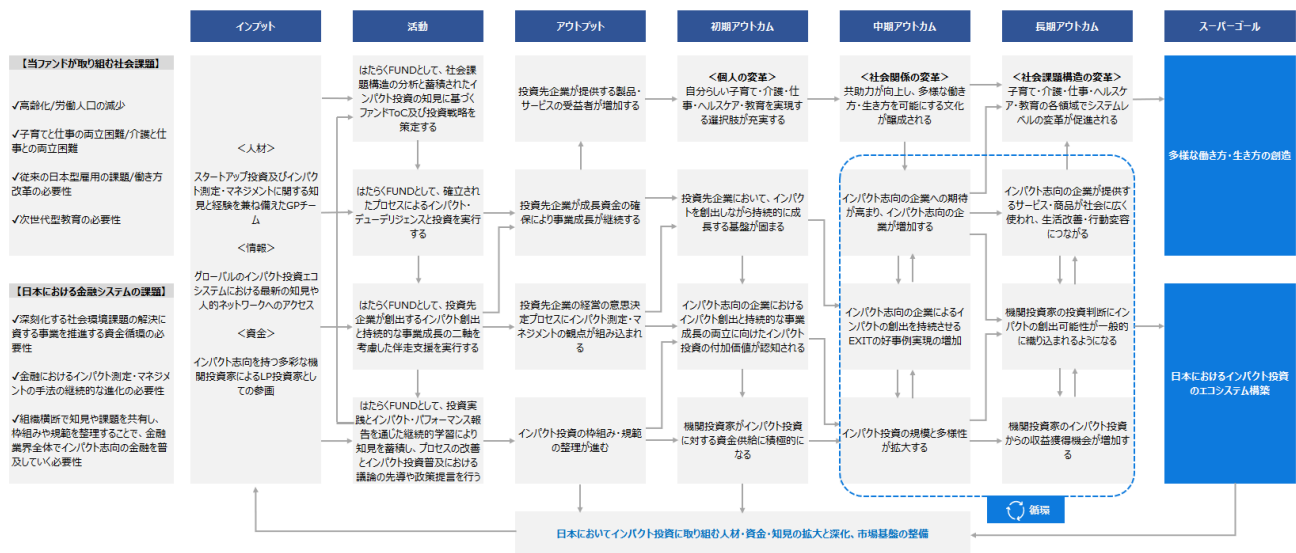 インプット
活動
アウトプット
初期アウトカム
中期アウトカム
長期アウトカム
スーパーゴール
【当ファンドが取り組む社会課題】
✓高齢化/労働人口の減少
✓子育てと仕事の両立困難/介護と仕
事との両立困難
✓従来の日本型雇用の課題/働き方
改革の必要性
✓次世代型教育の必要性
【日本における金融システムの課題】
✓深刻化する社会環境課題の解決に
資する事業を推進する資金循環の必
要性
✓金融におけるインパクト測定・マネジメ
ントの手法の継続的な進化の必要性
✓組織横断で知見や課題を共有し、
枠組みや規範を整理することで、金融
業界全体でインパクト志向の金融を普
及していく必要性
＜人材＞
スタートアップ投資及びインパクト
測定・マネジメントに関する知
見と経験を兼ね備えたGPチー
ム
＜情報＞
グローバルのインパクト投資エコ
システムにおける最新の知見や
人的ネットワークへのアクセス
＜資金＞
インパクト志向を持つ多彩な機
関投資家によるLP投資家とし
ての参画
はたらくFUNDとして、社会課
題構造の分析と蓄積されたイ
ンパクト投資の知見に基づく
ファンドToC及び投資戦略を
策定する
はたらくFUNDとして、確立され
たプロセスによるインパクト・
デューデリジェンスと投資を実
行する
はたらくFUNDとして、投資先
企業が創出するインパクト創出
と持続的な事業成長の二軸を
考慮した伴走支援を実行する
はたらくFUNDとして、投資実
践とインパクト・パフォーマンス報
告を通じた継続的学習により
知見を蓄積し、プロセスの改善
とインパクト投資普及における
議論の先導や政策提言を行う
投資先企業が提供する製品・
サービスの受益者が増加する
投資先企業が成長資金の確
保により事業成長が継続する
投資先企業の経営の意思決
定プロセスにインパクト測定・マ
ネジメントの観点が組み込まれ
る
インパクト投資の枠組み・規範
の整理が進む
＜個人の変革＞
自分らしい子育て・介護・仕
事・ヘルスケア・教育を実現す
る選択肢が充実する
投資先企業において、インパ
クトを創出しながら持続的に成
長する基盤が固まる
インパクト志向の企業における
インパクト創出と持続的な事業
成長の両立に向けたインパクト
投資の付加価値が認知される
機関投資家がインパクト投資
に対する資金供給に積極的に
なる
＜社会関係の変革＞
共助力が向上し、多様な働き
方・生き方を可能にする文化
が醸成される
インパクト志向の企業への期待
が高まり、インパクト志向の企
業が増加する
インパクト志向の企業によるイ
ンパクトの創出を持続させる
EXITの好事例実現の増加
インパクト投資の規模と多様性
が拡大する
＜社会課題構造の変革＞
子育て・介護・仕事・ヘルスケ
ア・教育の各領域でシステムレ
ベルの変革が促進される
インパクト志向の企業が提供す
るサービス・商品が社会に広く
使われ、生活改善・行動変容
につながる
機関投資家の投資判断にイン
パクトの創出可能性が一般的
に織り込まれるようになる
機関投資家のインパクト投資
からの収益獲得機会が増加す
る
多様な働き方・生き方の創造
日本におけるインパクト投資
のエコシステム構築
循環
日本においてインパクト投資に取り組む人材・資金・知見の拡大と深化、市場基盤の整備